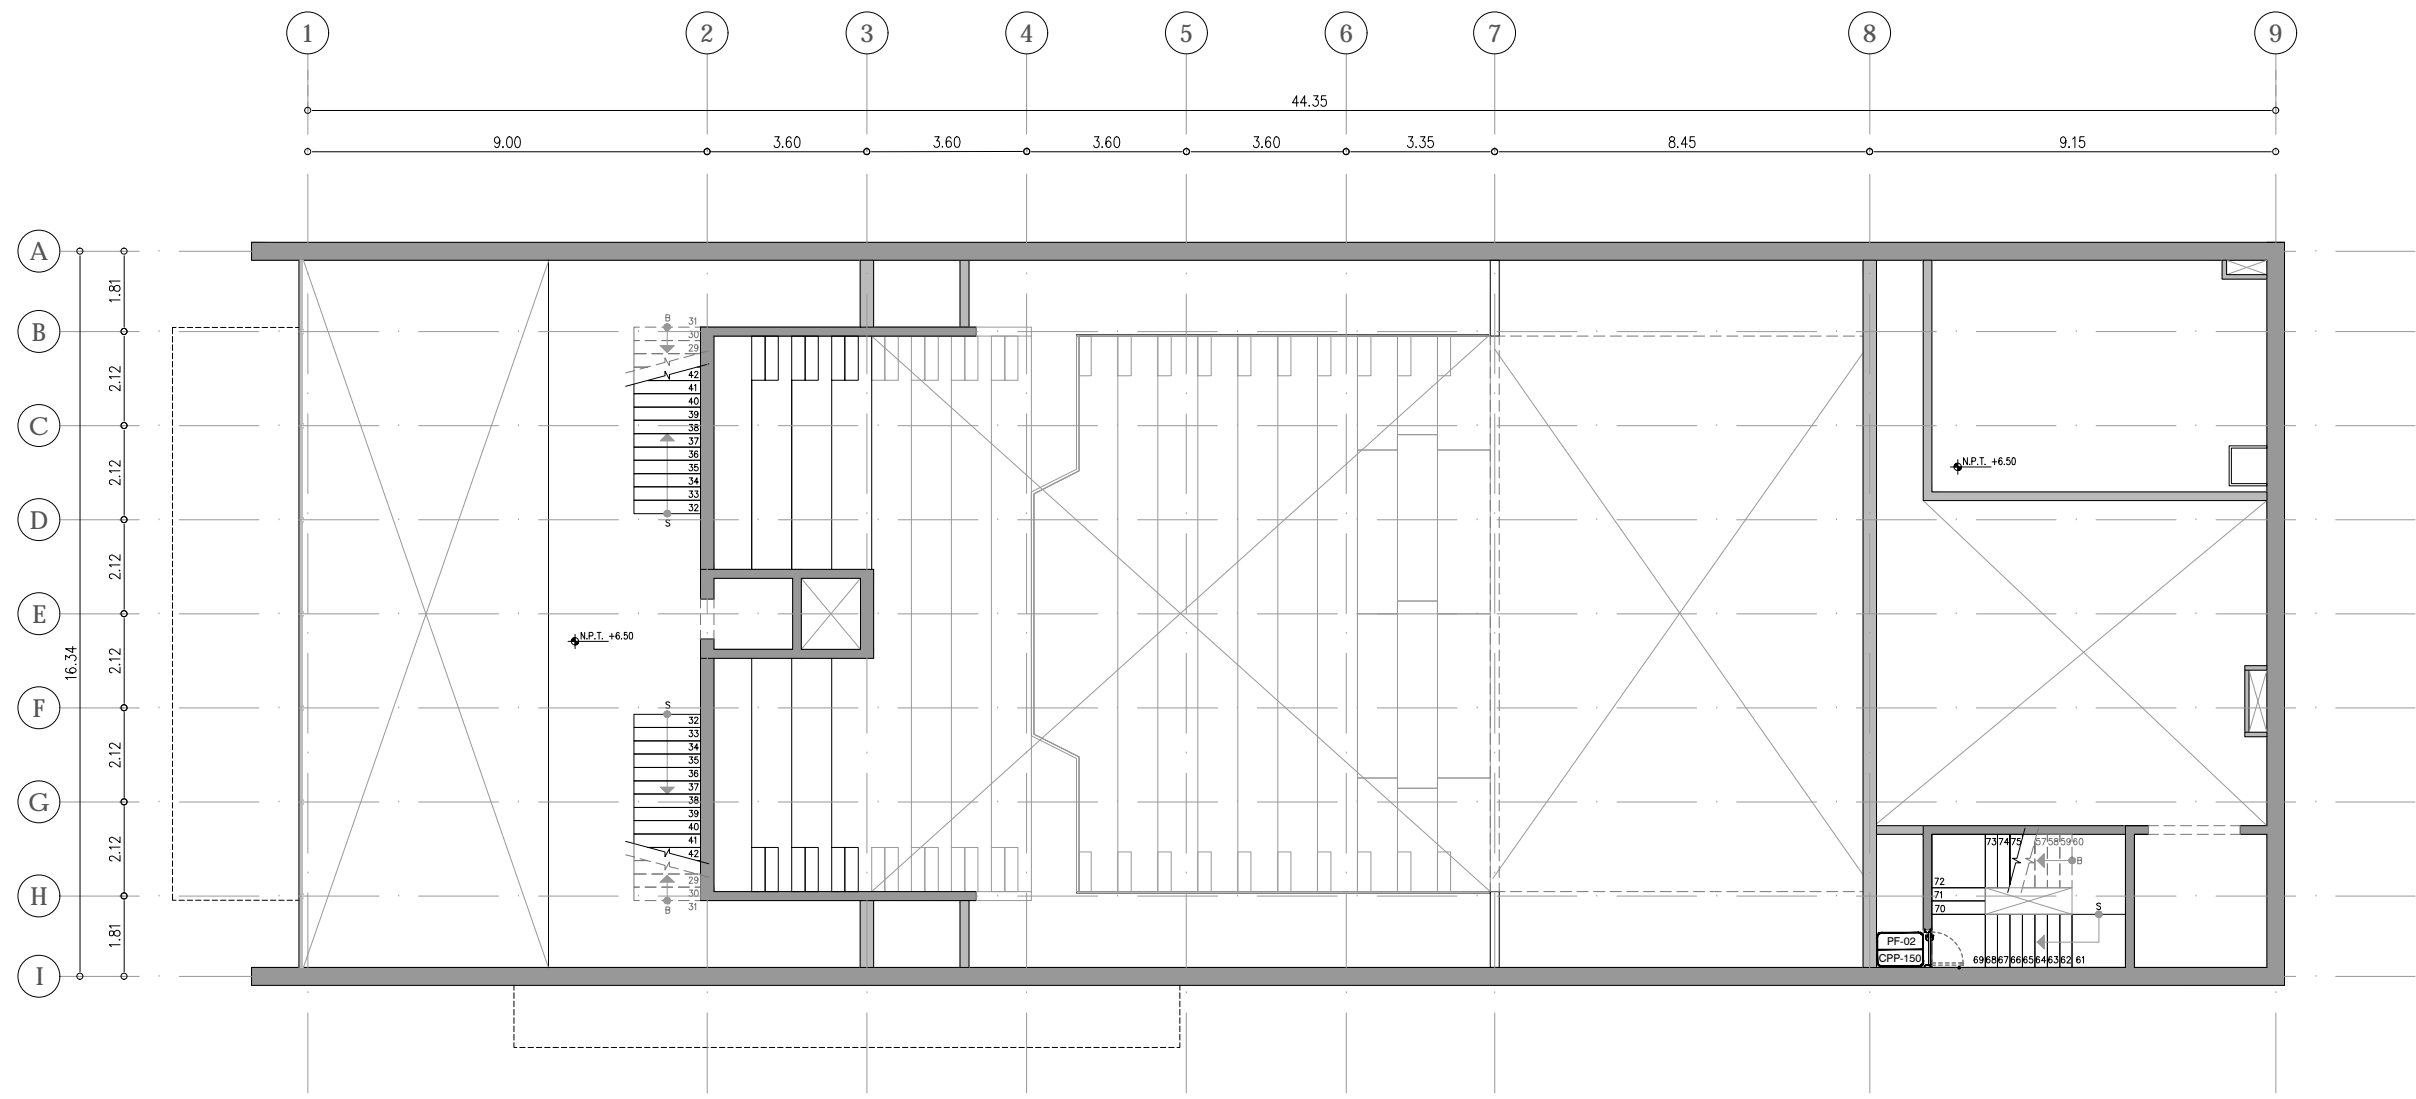 1 2 3 4 5 6 7 8 9
44.35
9.00 3.60 3.60 3.60 3.60 3.35 8.45 9.15
A
1.81
B
2.12
C
2.12
D
2.12
E
2.12
16.34
F
2.12
G
2.12
H
1.81
I
B
31
30
29
42
41
40
39
38
37
36
35
34
33
32
S
N.P.T. +6.50
S
32
33
34
35
36
37
38
39
40
41
42
29
30
31
B
N.P.T. +6.50
73 74 75 57 58 59 60
B
72
71
70
S
69 68 67 66 65 64 63 62 61
PF-02
CPP-150